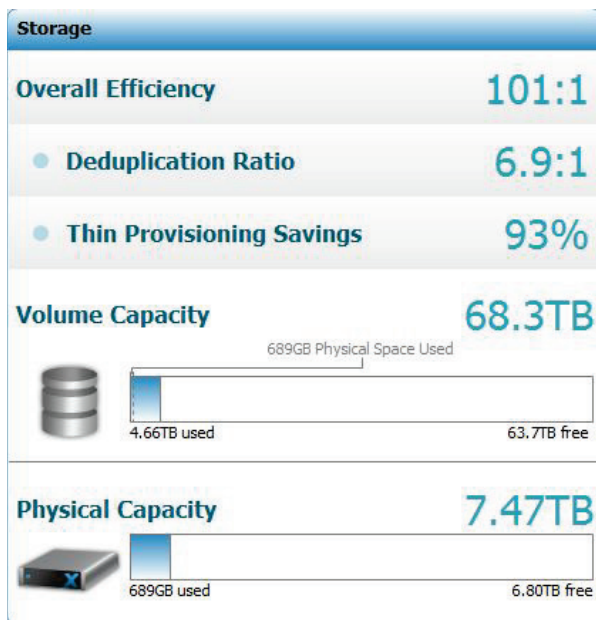 Storage
Overall Efficiency 101:1
Deduplication Ratio 6.9:1
Thin Provisioning Savings 93%
Volume Capacity 68.3TB
689GB Physical Space Used
4.66TB used 63.7TB free
Physical Capacity 7.47TB
X
689GB used 6.80TB free